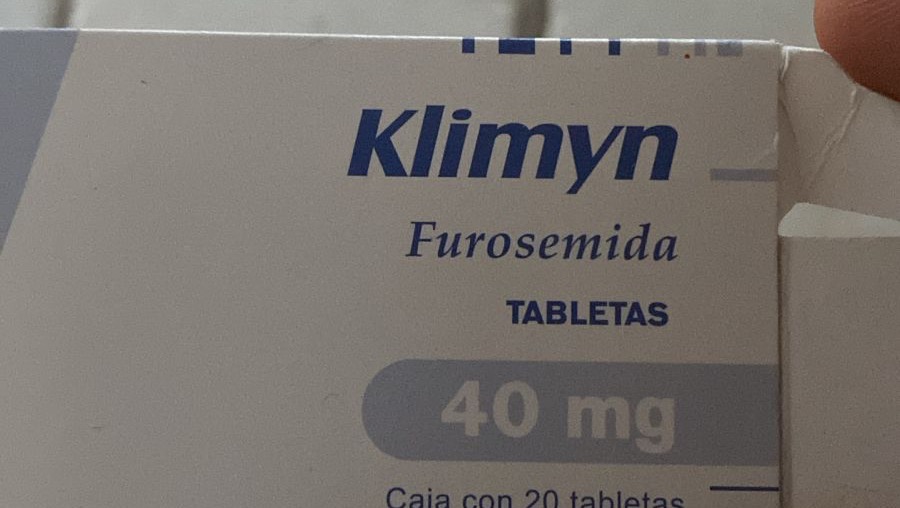 Klimyn
Furosemida
TABLETAS
40 mg
Caja con 20 tabletas